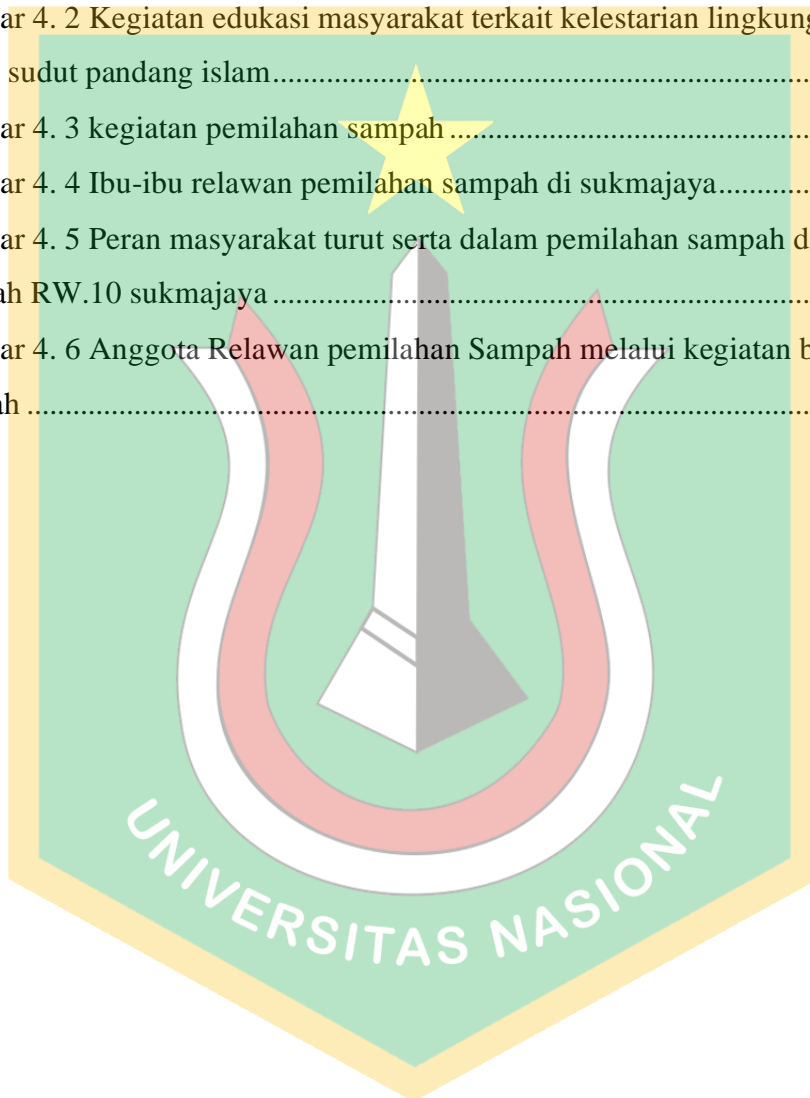 ar 4. 2 Kegiatan edukasi masyarakat terkait kelestarian lingkung
sudut pandang islam.......................................................................
ar 4. 3 kegiatan pemilahan sampah ................................................
ar 4. 4 Ibu-ibu relawan pemilahan sampah di sukmajaya..............
ar 4. 5 Peran masyarakat turut serta dalam pemilahan sampah d
ah RW.10 sukmajaya .......................................................................
ar 4. 6 Anggota Relawan pemilahan Sampah melalui kegiatan b
ah .......................................................................................................
UNIVERSITAS NASIONAL